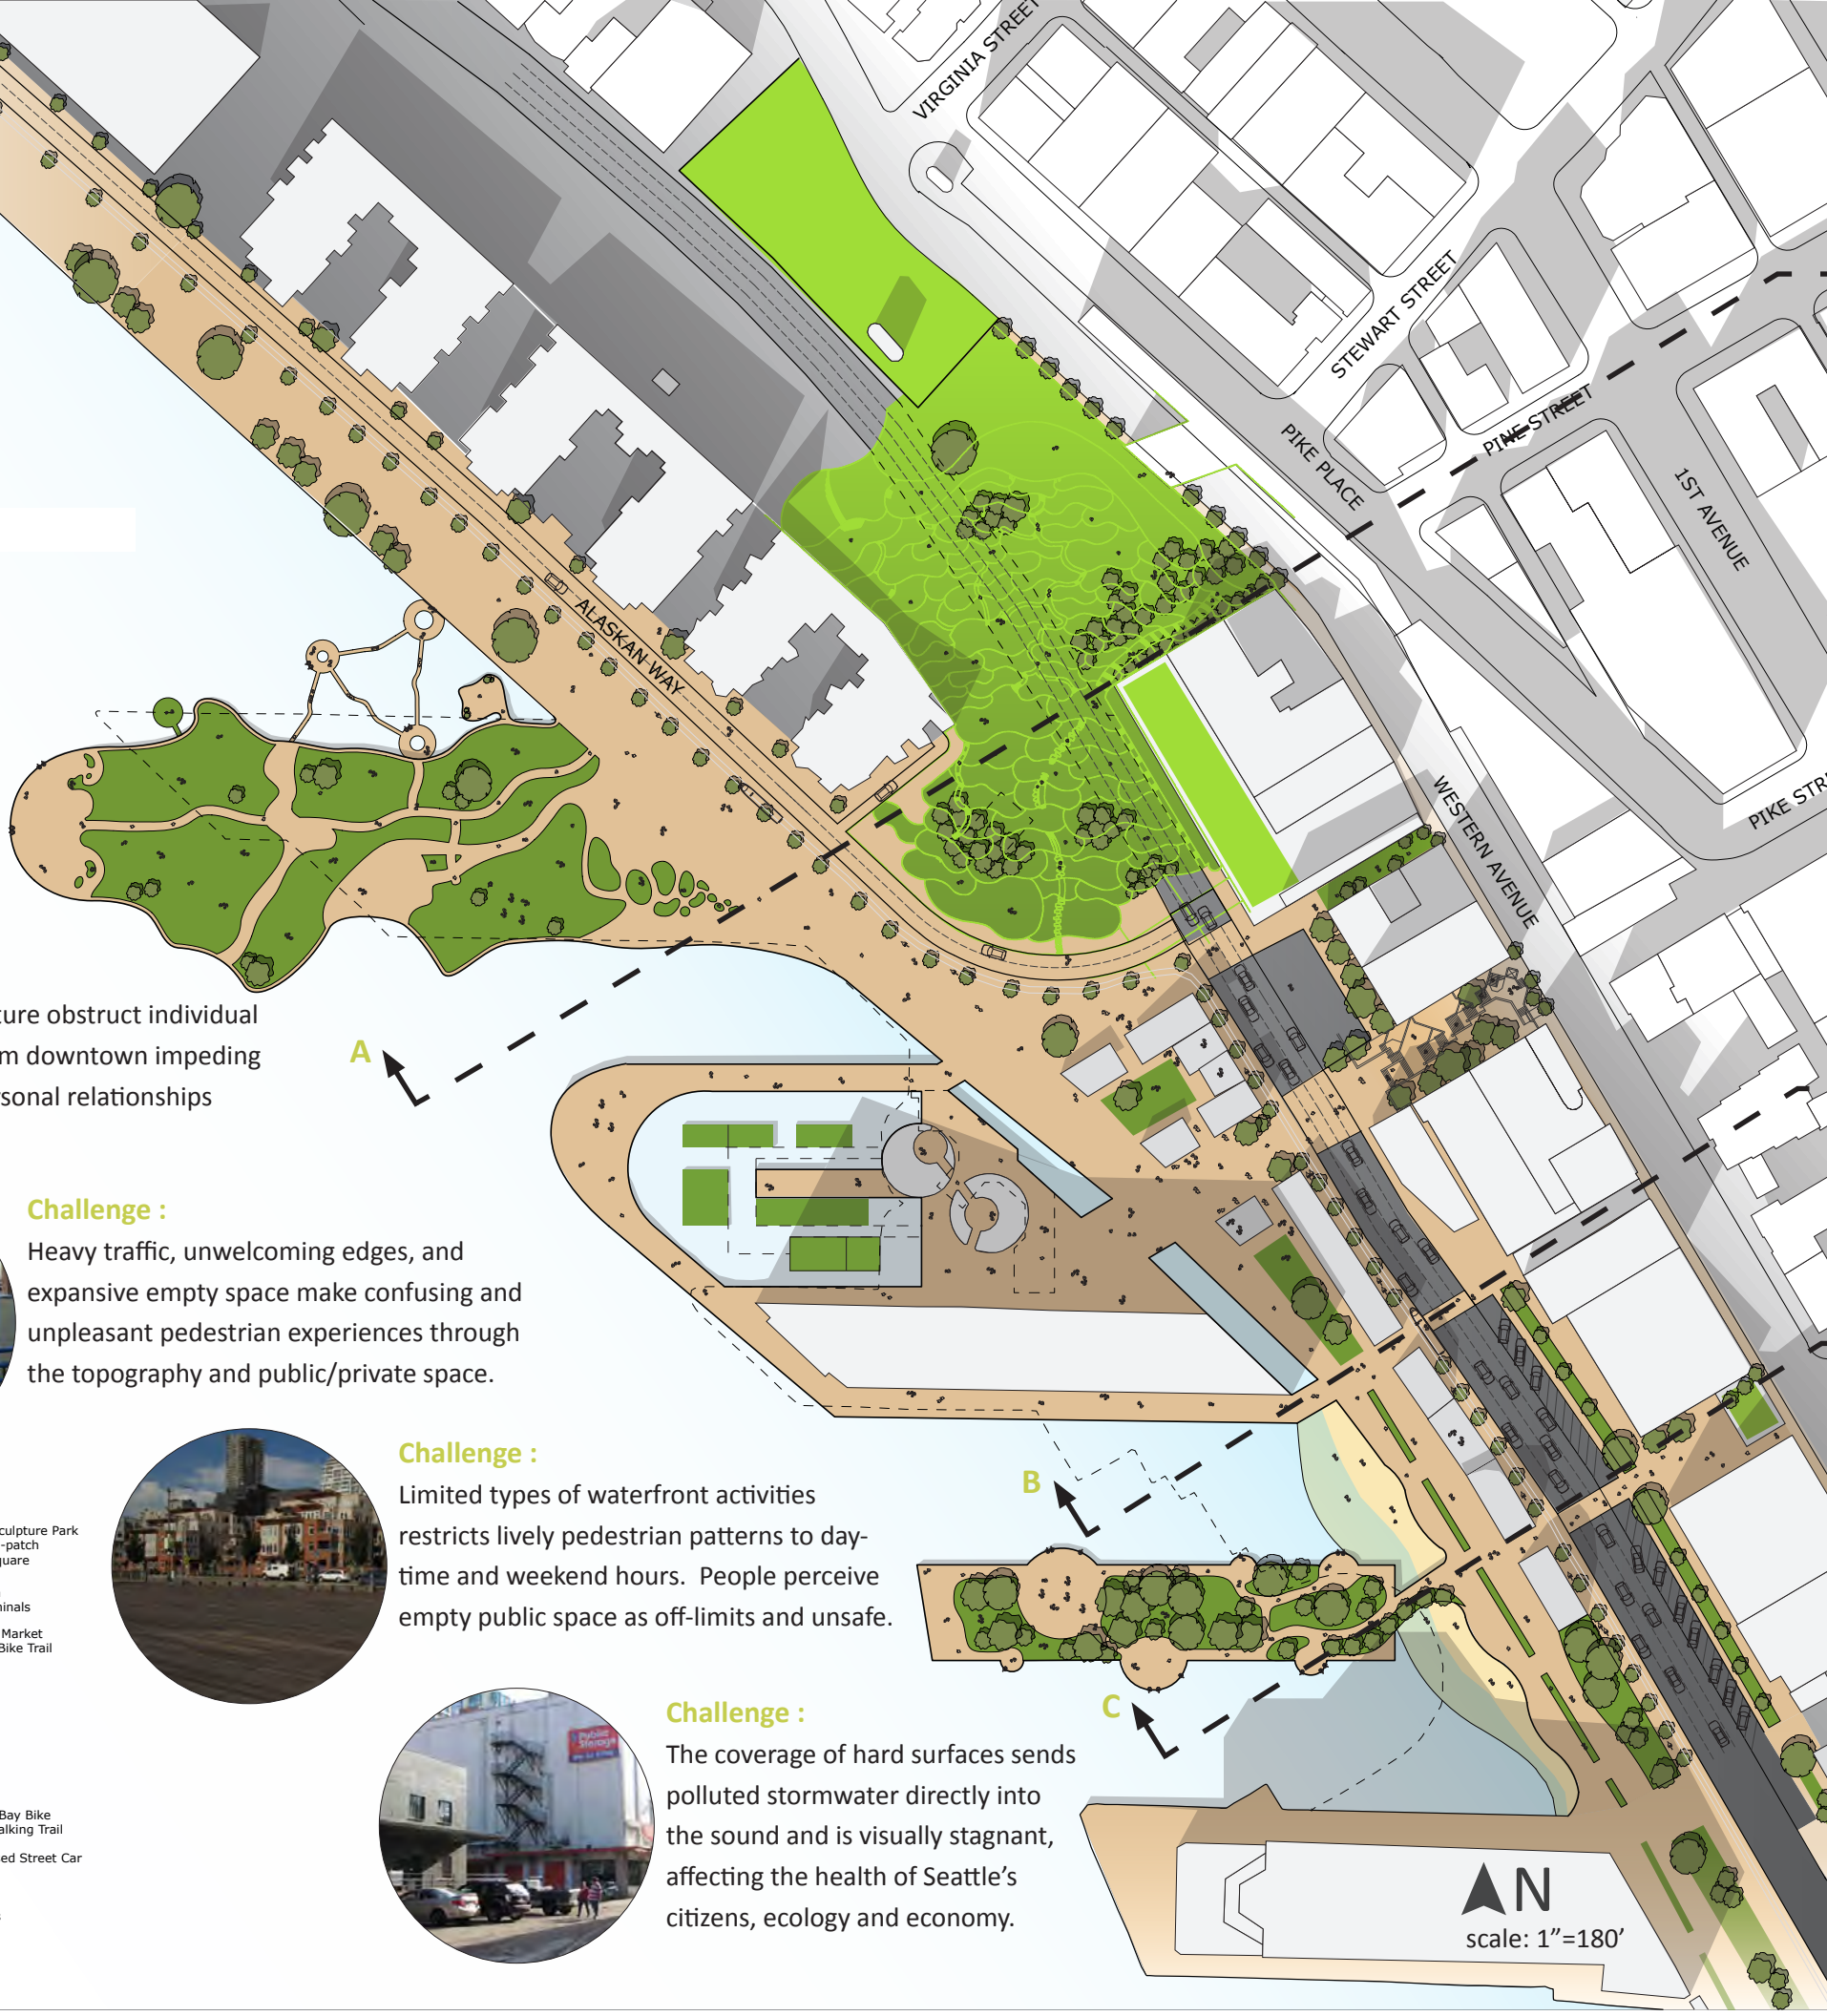 VIRGINIA STREET
STEWART STREET
PINE STREET
PIKE PLACE
1ST AVENUE
ALASKAN WAY
WESTERN AVENUE
PIKE STR
ture obstruct individual
m downtown impeding
rsonal relationships
A
Challenge :
Heavy traffic, unwelcoming edges, and
expansive empty space make confusing and
unpleasant pedestrian experiences through
the topography and public/private space.
Challenge :
Limited types of waterfront activities
restricts lively pedestrian patterns to day-
time and weekend hours. People perceive
empty public space as off-limits and unsafe.
B
culpture Park
-patch
quare
minals
Market
Bike Trail
Challenge :
The coverage of hard surfaces sends
polluted stormwater directly into
the sound and is visually stagnant,
affecting the health of Seattle's
citizens, ecology and economy.
C
Public
Storage
Bay Bike
alking Trail
ed Street Car
N
scale: 1”=180’